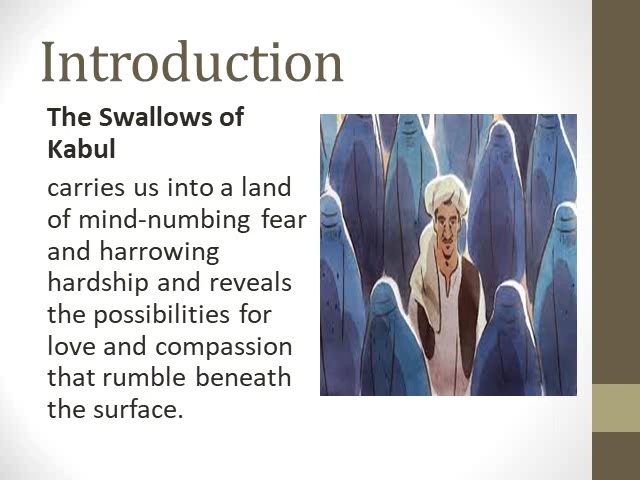 Introduction
The Swallows of
Kabul
carries us into a land
of mind-numbing fear
and harrowing
hardship and reveals
the possibilities for
love and compassion
that rumble beneath
the surface.